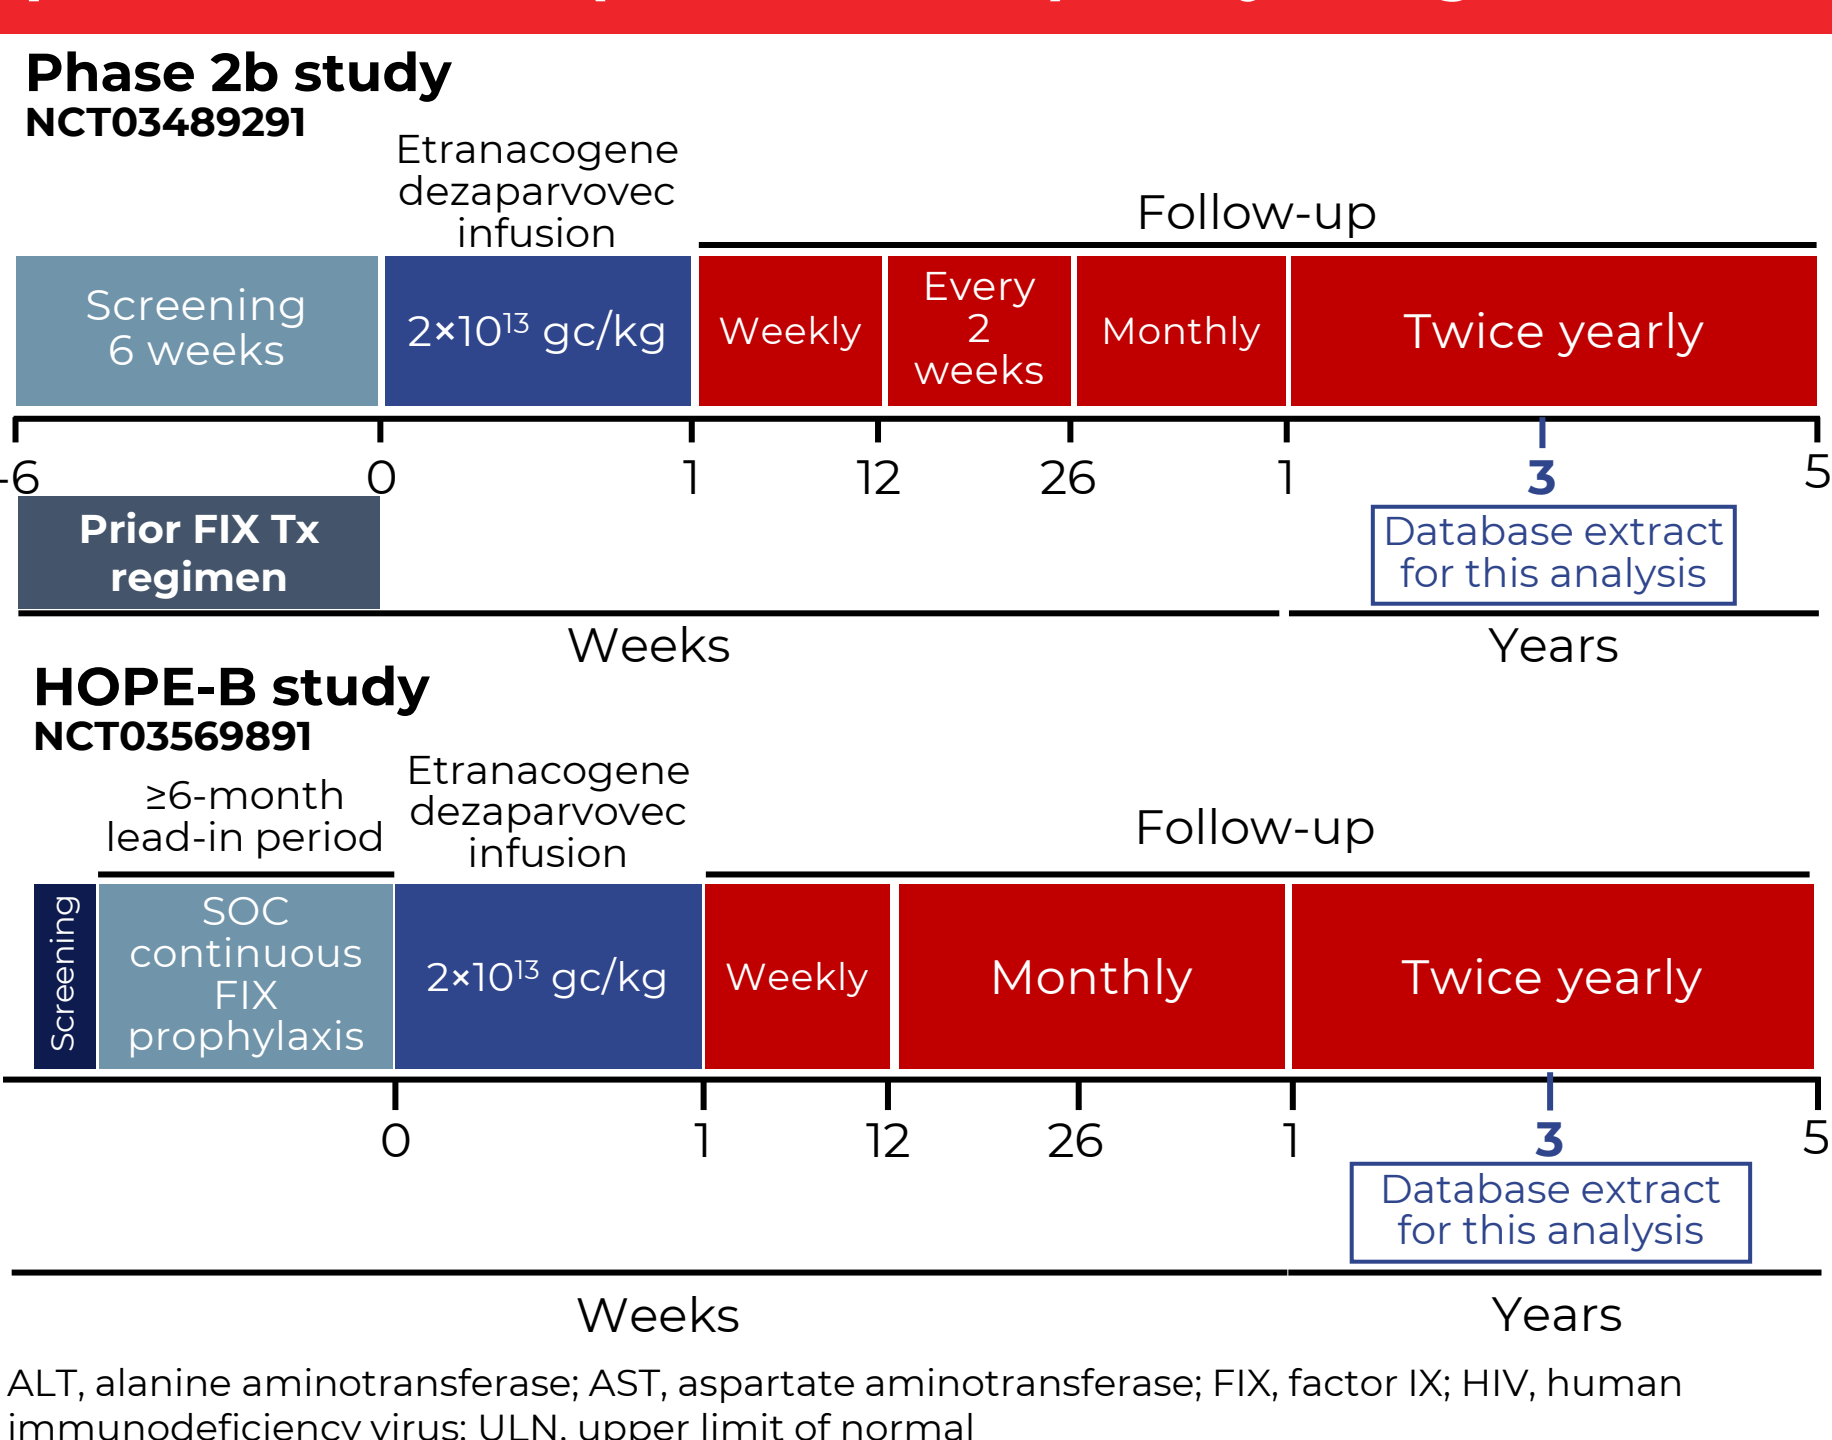 Phase 2b study
NCT03489291
Etranacogene
dezaparvovec
infusion
Follow-up
Screening
6 weeks
2×10¹³ gc/kg
Weekly
Every
2
weeks
Monthly
Twice yearly
-6 0 1 12 26 1 3 5
Prior FIX Tx
regimen
Database extract
for this analysis
Weeks Years
HOPE-B study
NCT03569891
≥6-month
lead-in period
Etranacogene
dezaparvovec
infusion
Follow-up
Screening
SOC
continuous
FIX
prophylaxis
2×10¹³ gc/kg
Weekly
Monthly
Twice yearly
0 1 12 26 1 3 5
Database extract
for this analysis
Weeks Years
ALT, alanine aminotransferase; AST, aspartate aminotransferase; FIX, factor IX; HIV, human
immunodeficiency virus; ULN, upper limit of normal